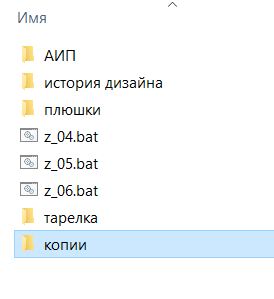 Имя
АИП
история дизайна
плюшки
z_04.bat
z_05.bat
z_06.bat
тарелка
копии